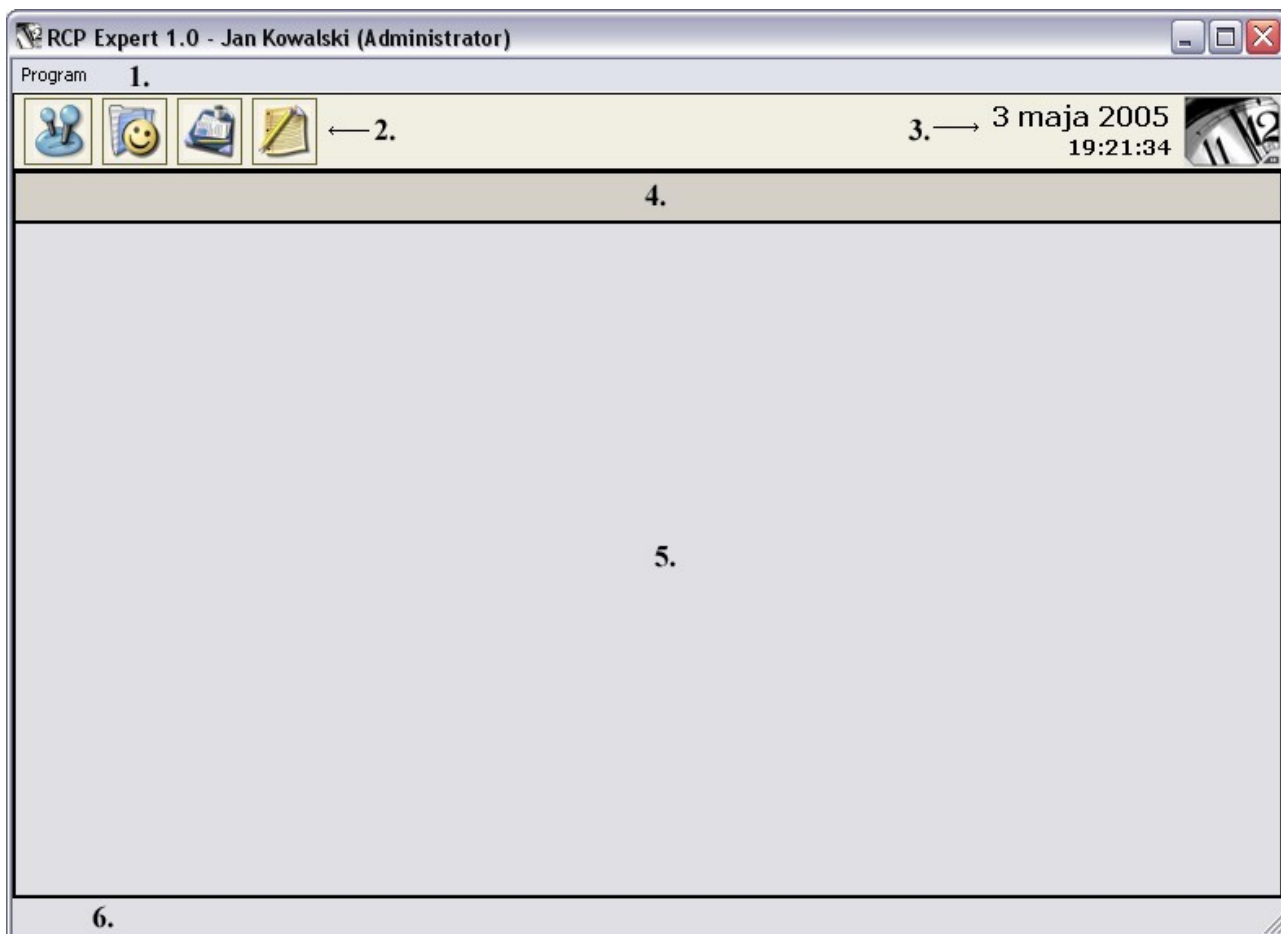 RCP Expert 1.0 - Jan Kowalski (Administrator)
Program 1.
2.
3. 3 maja 2005
19:21:34
4.
5.
6.